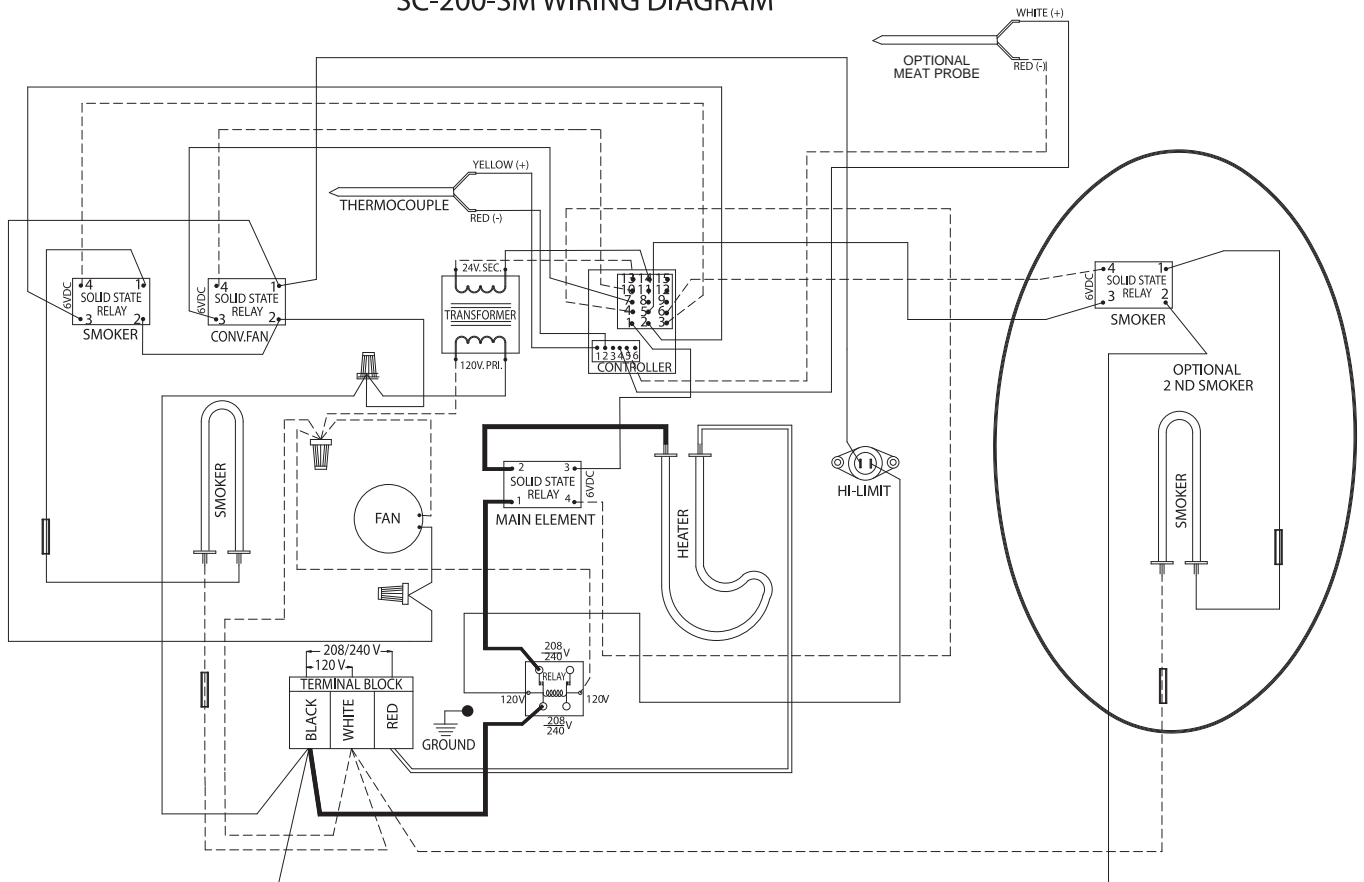 SC-200-SM WIRING DIAGRAM
WHITE (+)
OPTIONAL
MEAT PROBE
RED (-)
YELLOW (+)
THERMOCOUPLE
RED (-)
4 1
6VDC
SOLID STATE
RELAY
3 2
SMOKER
4 1
6VDC
SOLID STATE
RELAY
3 2
CONV.FAN
24V. SEC.
TRANSFORMER
120V. PRI.
13 14 15
10 11 12
7 8 9
4 5 6
1 2 3
1 2 3 4 5 6
CONTROLLER
4 1
6VDC
SOLID STATE
RELAY
3 2
SMOKER
OPTIONAL
2 ND SMOKER
SMOKER
SMOKER
FAN
2 3
SOLID STATE
RELAY
6VDC
1 4
MAIN ELEMENT
HEATER
HI-LIMIT
208/240 V
120 V
TERMINAL BLOCK
BLACK
WHITE
RED
GROUND
208
240 V
RELAY
120V
120V
208
240 V